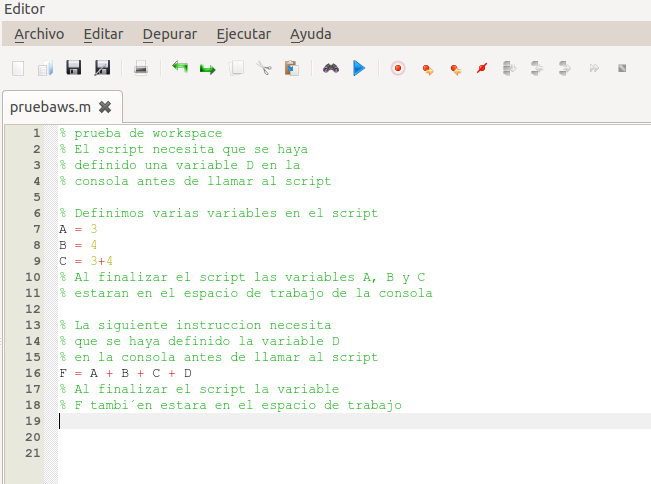 Editor
Archivo Editar Depurar Ejecutar Ayuda
pruebaws.m
1 % prueba de workspace
2 % El script necesita que se haya
3 % definido una variable D en la
4 % consola antes de llamar al script
5
6 % Definimos varias variables en el script
7 A = 3
8 B = 4
9 C = 3+4
10 % Al finalizar el script las variables A, B y C
11 % estaran en el espacio de trabajo de la consola
12
13 % La siguiente instruccion necesita
14 % que se haya definido la variable D
15 % en la consola antes de llamar al script
16 F = A + B + C + D
17 % Al finalizar el script la variable
18 % F tambi´en estara en el espacio de trabajo
19
20
21